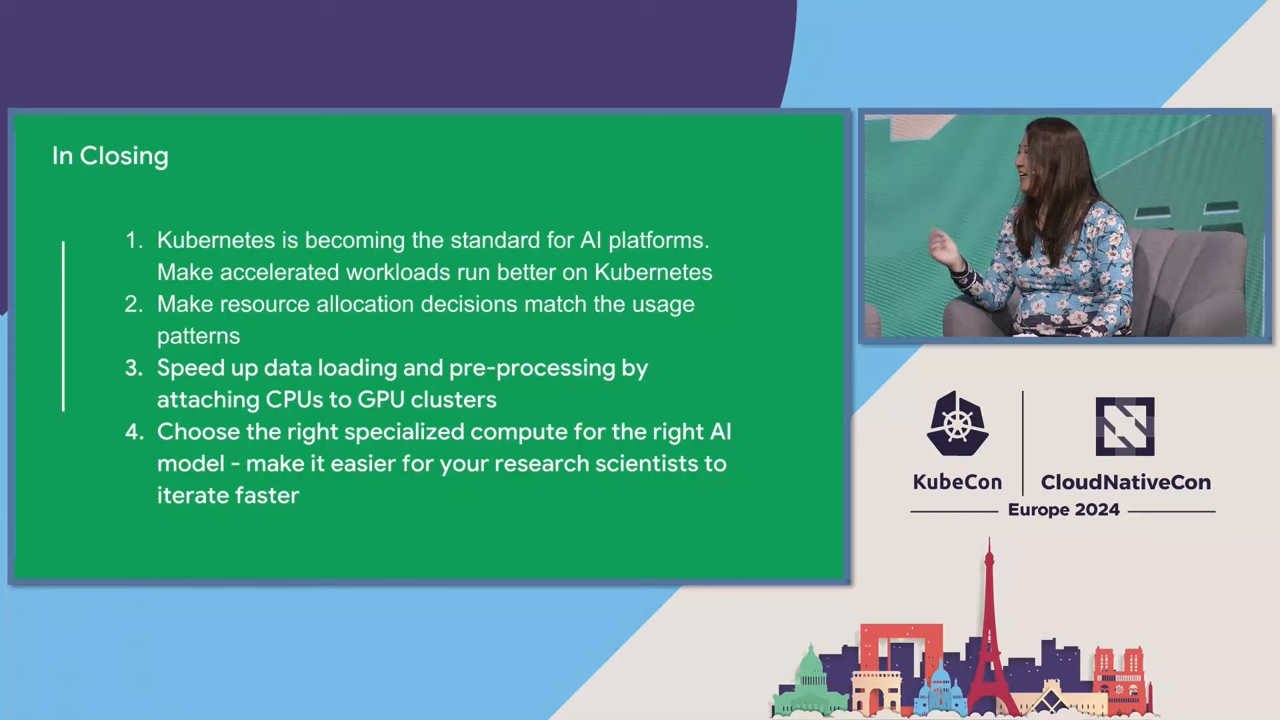 In Closing
1. Kubernetes is becoming the standard for AI platforms.
Make accelerated workloads run better on Kubernetes
2. Make resource allocation decisions match the usage
patterns
3. Speed up data loading and pre-processing by
attaching CPUs to GPU clusters
4. Choose the right specialized compute for the right AI
model - make it easier for your research scientists to
iterate faster
KubeCon
CloudNativeCon
Europe 2024